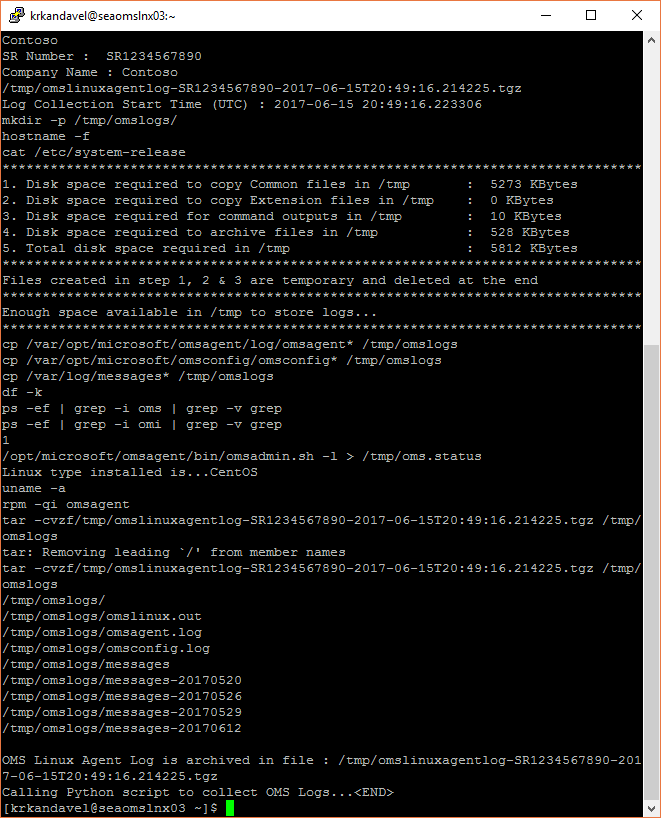 krkandavel@seaomslnx03:~
Contoso
SR Number :  SR1234567890
Company Name : Contoso
/tmp/omslinuxagentlog-SR1234567890-2017-06-15T20:49:16.214225.tgz
Log Collection Start Time (UTC) : 2017-06-15 20:49:16.223306
mkdir -p /tmp/omslogs/
hostname -f
cat /etc/system-release
********************************************************************************
1. Disk space required to copy Common files in /tmp       :  5273 KBytes
2. Disk space required to copy Extension files in /tmp    :  0 KBytes
3. Disk space required for command outputs in /tmp        :  10 KBytes
4. Disk space required to archive files in /tmp           :  528 KBytes
5. Total disk space required in /tmp                      :  5812 KBytes
********************************************************************************
Files created in step 1, 2 & 3 are temporary and deleted at the end
********************************************************************************
Enough space available in /tmp to store logs...
********************************************************************************
cp /var/opt/microsoft/omsagent/log/omsagent* /tmp/omslogs
cp /var/opt/microsoft/omsconfig/omsconfig* /tmp/omslogs
cp /var/log/messages* /tmp/omslogs
df -k
ps -ef | grep -i oms | grep -v grep
ps -ef | grep -i omi | grep -v grep
1
/opt/microsoft/omsagent/bin/omsadmin.sh -l > /tmp/oms.status
Linux type installed is...CentOS
uname -a
rpm -qi omsagent
tar -cvzf/tmp/omslinuxagentlog-SR1234567890-2017-06-15T20:49:16.214225.tgz /tmp/
omslogs
tar: Removing leading `/' from member names
tar -cvzf/tmp/omslinuxagentlog-SR1234567890-2017-06-15T20:49:16.214225.tgz /tmp/
omslogs
/tmp/omslogs/
/tmp/omslogs/omslinux.out
/tmp/omslogs/omsagent.log
/tmp/omslogs/omsconfig.log
/tmp/omslogs/messages
/tmp/omslogs/messages-20170520
/tmp/omslogs/messages-20170526
/tmp/omslogs/messages-20170529
/tmp/omslogs/messages-20170612

OMS Linux Agent Log is archived in file : /tmp/omslinuxagentlog-SR1234567890-201
7-06-15T20:49:16.214225.tgz
Calling Python script to collect OMS Logs...<END>
[krkandavel@seaomslnx03 ~]$